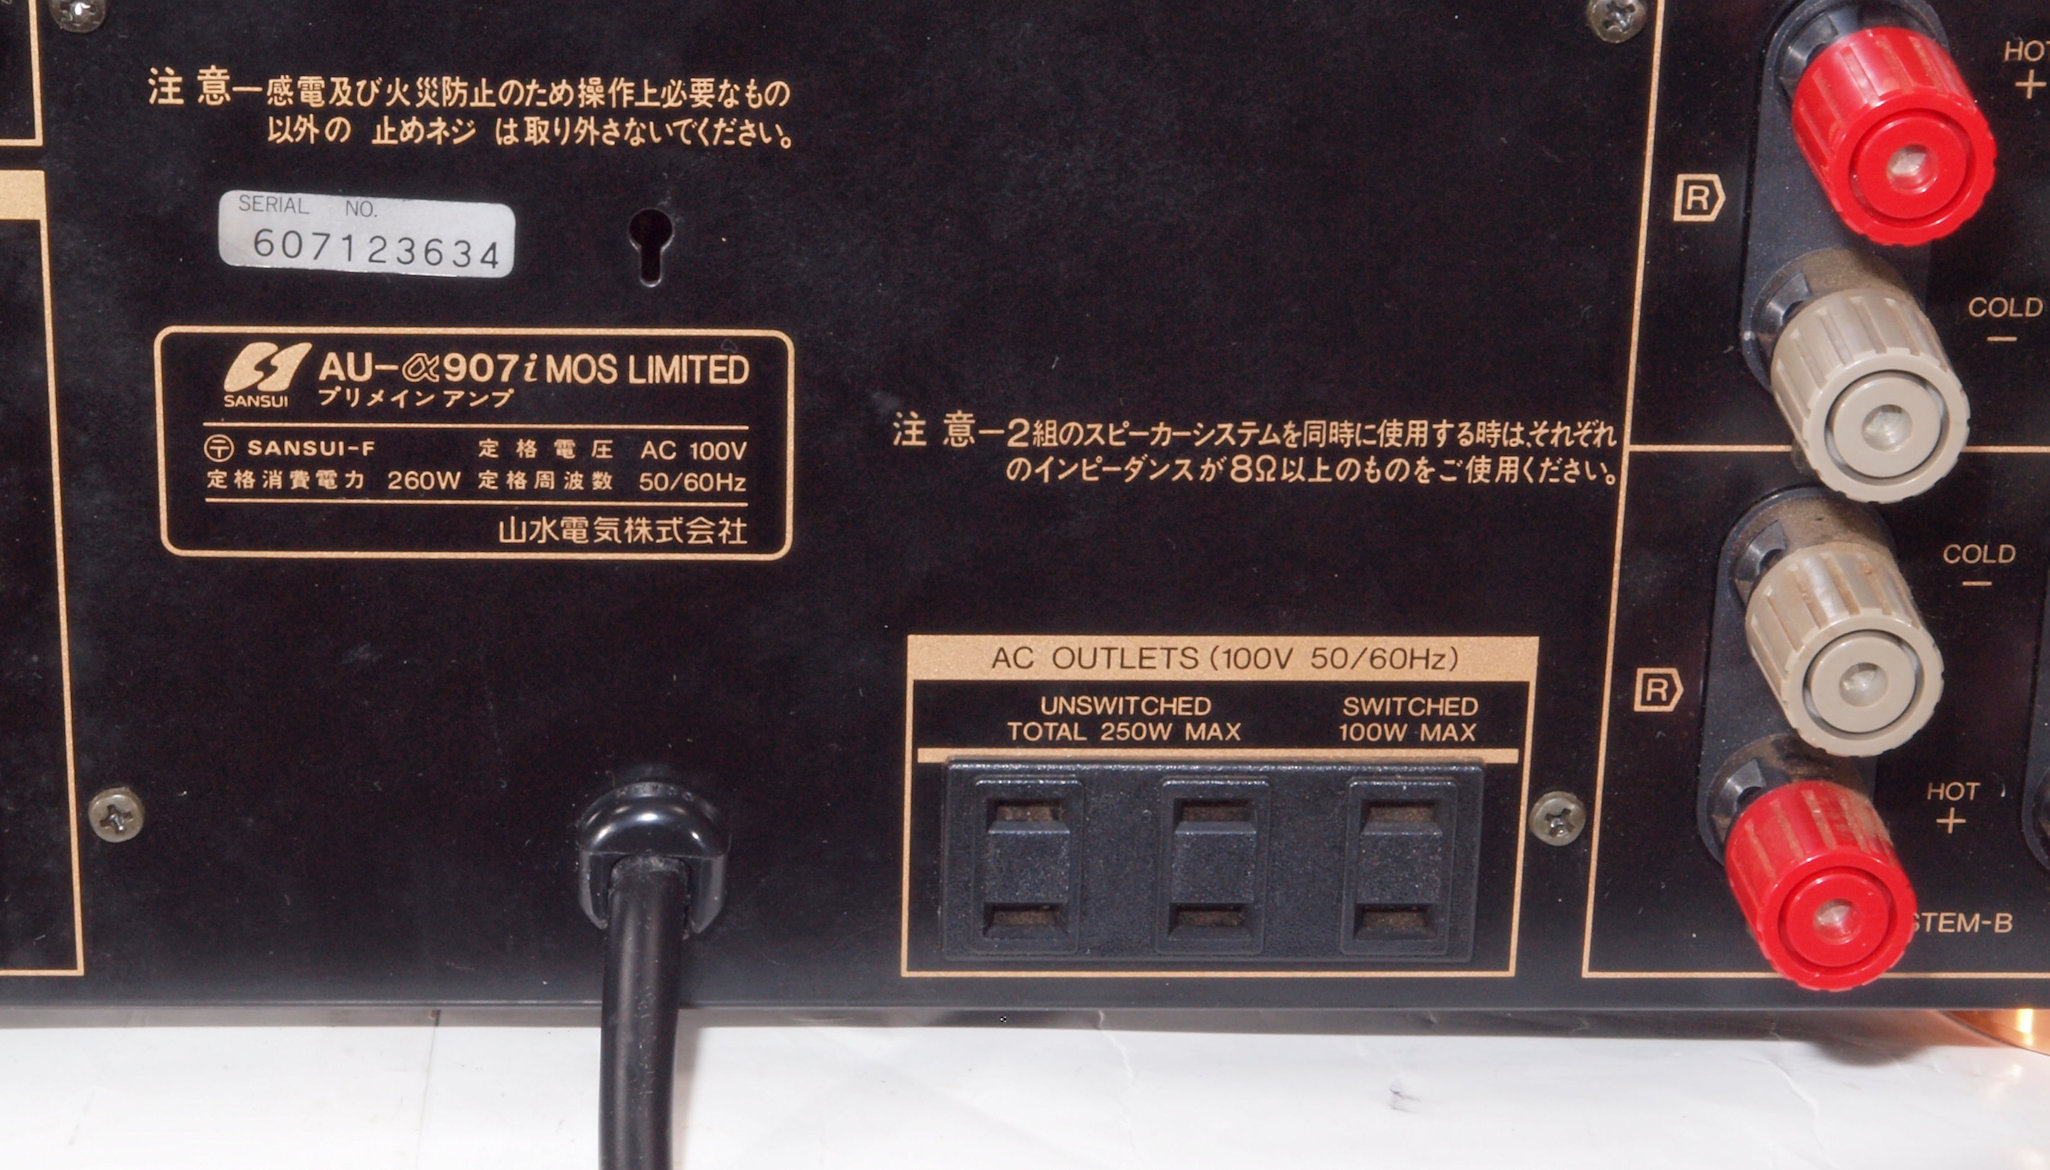 注意ー感電及び火災防止のため操作上必要なもの
以外の 止めネジ は取り外さないでください。
SERIAL NO.
607123634
SANSUI
AU-α907i MOS LIMITED
プリメインアンプ
〒 SANSUI-F 定格電圧 AC 100V
定格消費電力 260W 定格周波数 50/60Hz
山水電気株式会社
注意ー2組のスピーカーシステムを同時に使用する時は、それぞれ
のインピーダンスが8Ω以上のものをご使用ください。
AC OUTLETS (100V 50/60Hz)
UNSWITCHED
TOTAL 250W MAX
SWITCHED
100W MAX
HOT
+
R
COLD
−
COLD
−
R
HOT
+
STEM-B